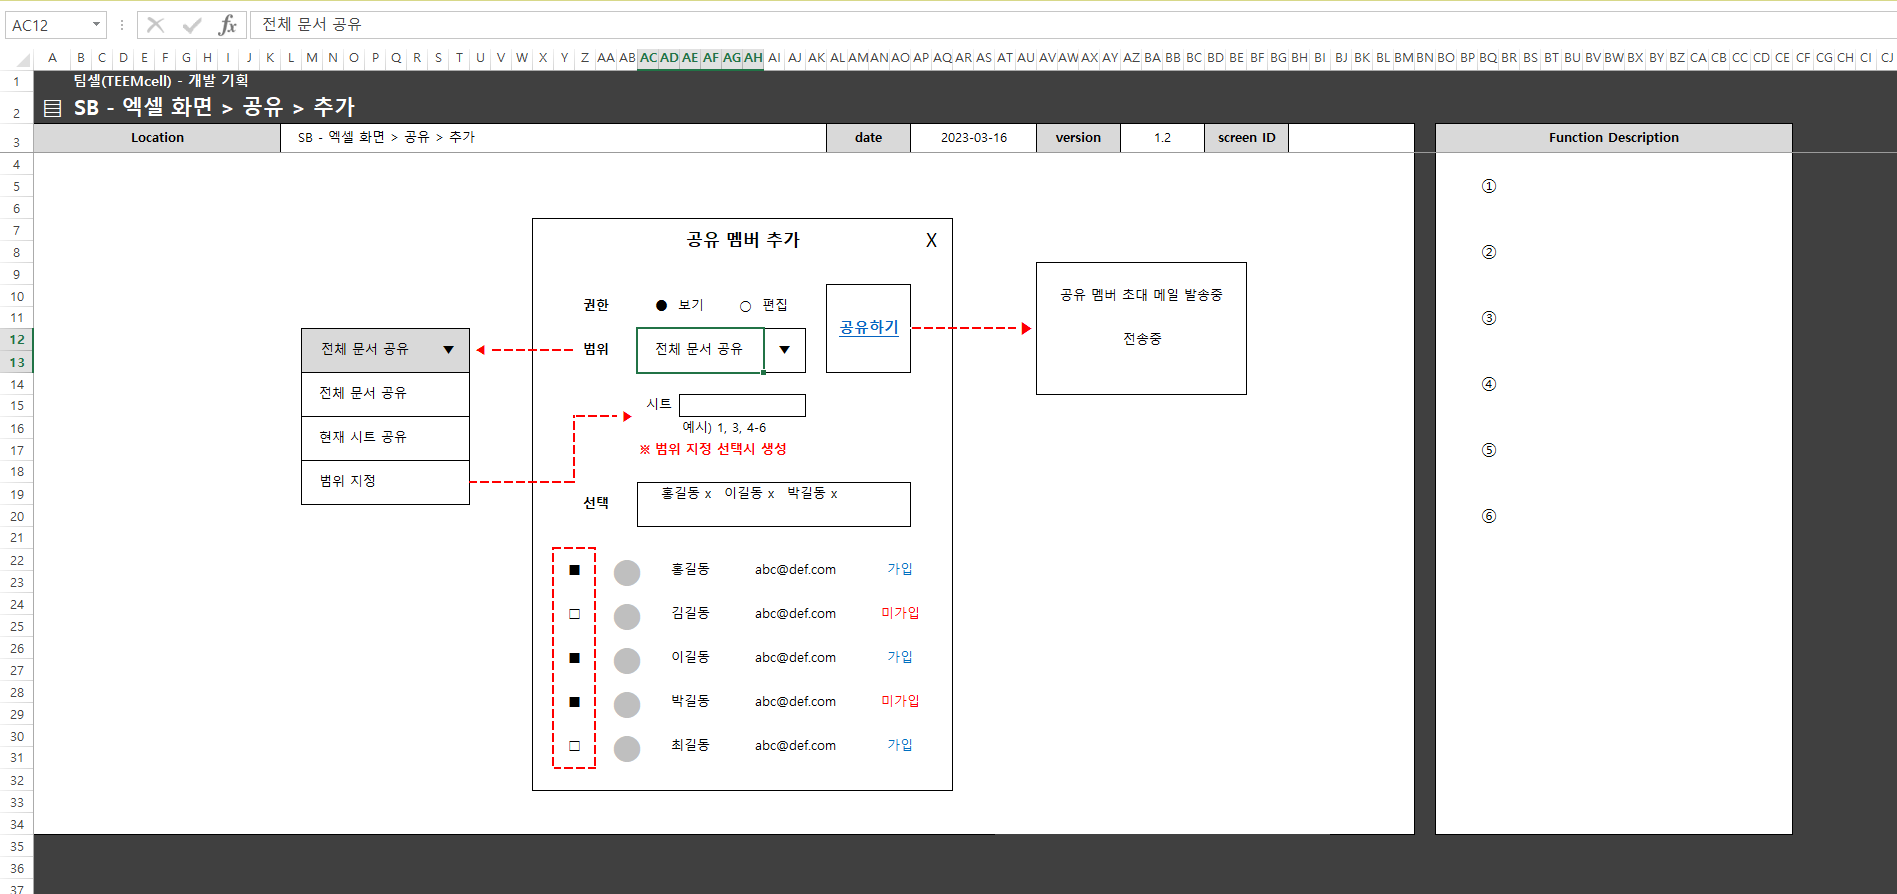 AC12
전체 문서 공유
A B C D E F G H I J K L M N O P Q R S T U V W X Y Z AA AB AC AD AE AF AG AH AI AJ AK AL AM AN AO AP AQ AR AS AT AU AV AW AX AY AZ BA BB BC BD BE BF BG BH BI BJ BK BL BM BN BO BP BQ BR BS BT BU BV BW BX BY BZ CA CB CC CD CE CF CG CH CI CJ
1 팀셀(TEEMcell) - 개발 기획
2 SB - 엑셀 화면 > 공유 > 추가
3 Location SB - 엑셀 화면 > 공유 > 추가 date 2023-03-16 version 1.2 screen ID Function Description
4
5 ①
6
7
8 공유 멤버 추가 X ②
9
10 권한 ● 보기 ○ 편집 공유 멤버 초대 메일 발송중
11 공유하기 ③
12 전체 문서 공유 ▼ 범위 전체 문서 공유 ▼ 전송중
13
14 전체 문서 공유 ④
15 시트
16 현재 시트 공유 예시) 1, 3, 4-6
17 ※ 범위 지정 선택시 생성 ⑤
18 범위 지정
19 선택 홍길동 x 이길동 x 박길동 x
20 ⑥
21
22 ■ 홍길동 abc@def.com 가입
23
24 □ 김길동 abc@def.com 미가입
25
26 ■ 이길동 abc@def.com 가입
27
28 ■ 박길동 abc@def.com 미가입
29
30 □ 최길동 abc@def.com 가입
31
32
33
34
35
36
37